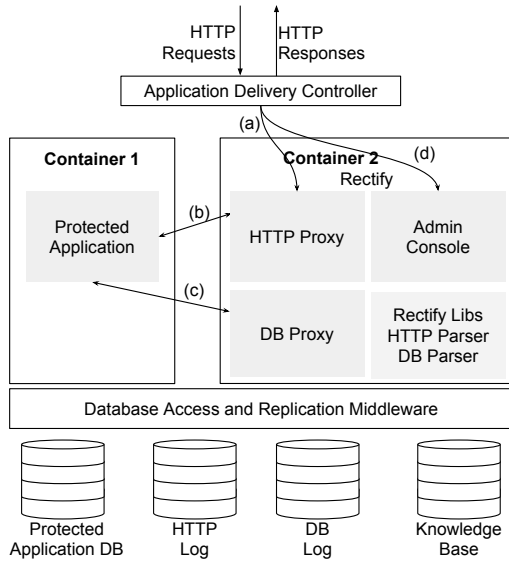 HTTP
Requests
HTTP
Responses
Application Delivery Controller
(a)
(d)
Container 1
Container 2
Rectify
Protected
Application
(b)
HTTP Proxy
Admin
Console
(c)
DB Proxy
Rectify Libs
HTTP Parser
DB Parser
Database Access and Replication Middleware
Protected
Application DB
HTTP
Log
DB
Log
Knowledge
Base